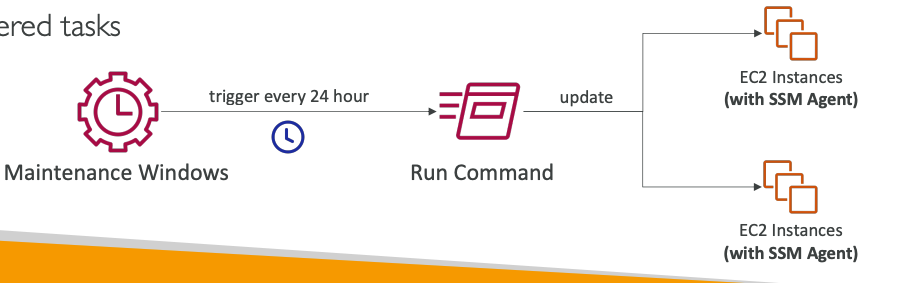 ered tasks
trigger every 24 hour
Maintenance Windows
Run Command
update
EC2 Instances
(with SSM Agent)
EC2 Instances
(with SSM Agent)